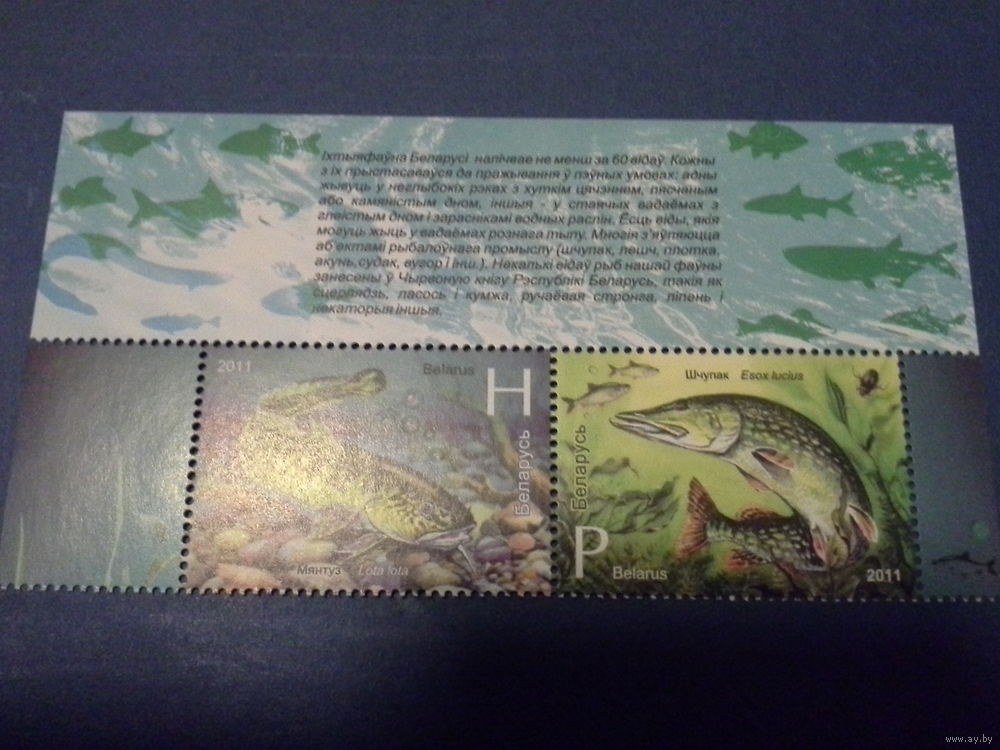 Іхтыяфаўна Беларусі налічвае не менш за 60 відаў. Кожны
з іх прыстасаваўся да пражывання ў пэўных умовах: адны
жывуць у неглыбокіх рэках з хуткім цячэннем, пясчаным
або камяністым дном, іншыя - у стаячых вадаёмах з
глеістым дном і зараснікамі водных раслін. Ёсць віды, якія
могуць жыць у вадаёмах рознага тыпу. Многія з'яўляюцца
аб'ектамі рыбалоўнага промыслу (шчупак, лешч, плотка,
акунь, судак, вугор і інш.). Некалькі відаў рыб нашай фаўны
занесены ў Чырвоную кнігу Рэспублікі Беларусь, такія як
сцерлядзь, ласось і кумжа, ручаёвая стронга, ліпень і
некаторыя іншыя.
2011
Belarus
Н
Беларусь
Мянтуз Lota lota
Шчупак Esox lucius
Беларусь
Р
Belarus
2011
www.ay.by